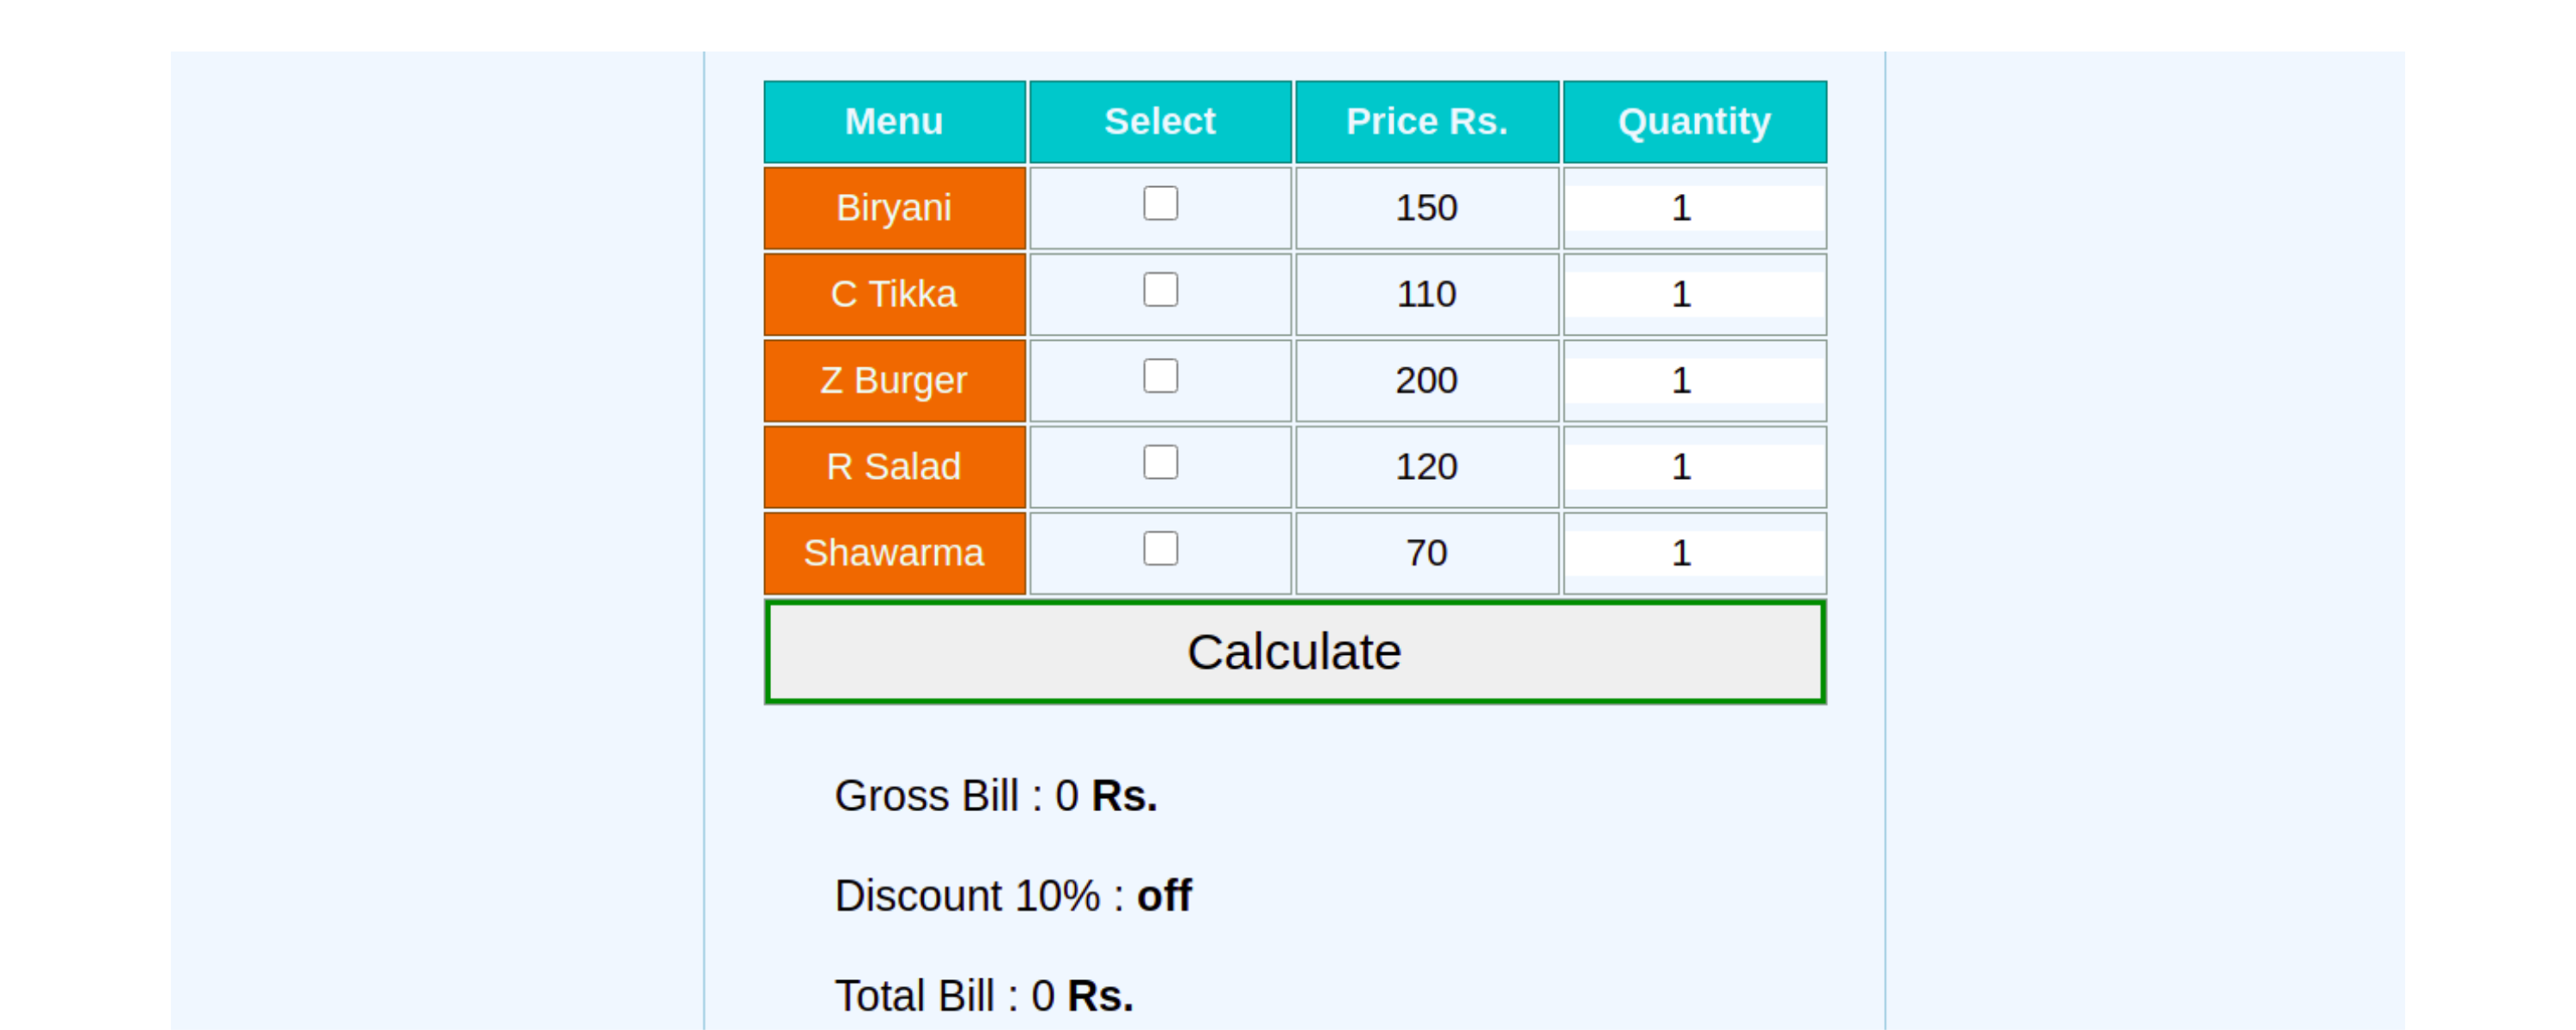 Menu Select Price Rs. Quantity
Biryani 150 1
C Tikka 110 1
Z Burger 200 1
R Salad 120 1
Shawarma 70 1
Calculate
Gross Bill : 0 Rs.
Discount 10% : off
Total Bill : 0 Rs.